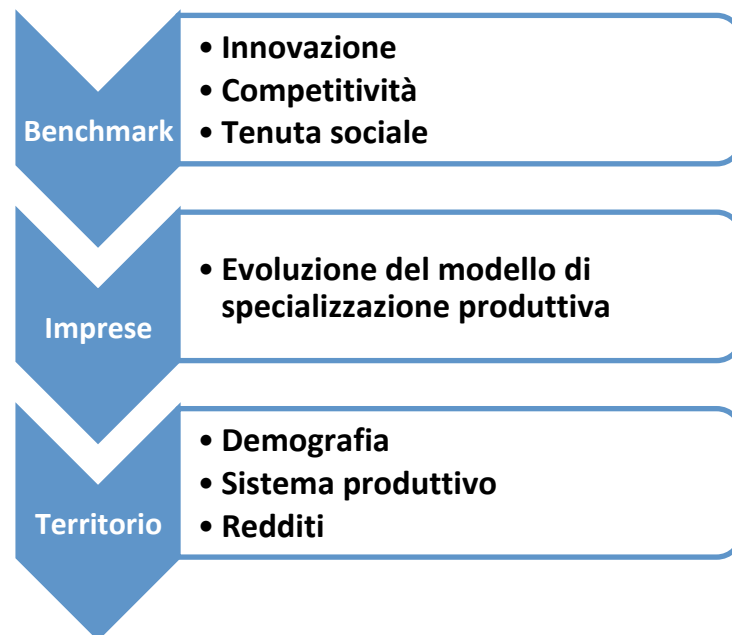 Benchmark
• Innovazione
• Competitività
• Tenuta sociale
Imprese
• Evoluzione del modello di
specializzazione produttiva
Territorio
• Demografia
• Sistema produttivo
• Redditi